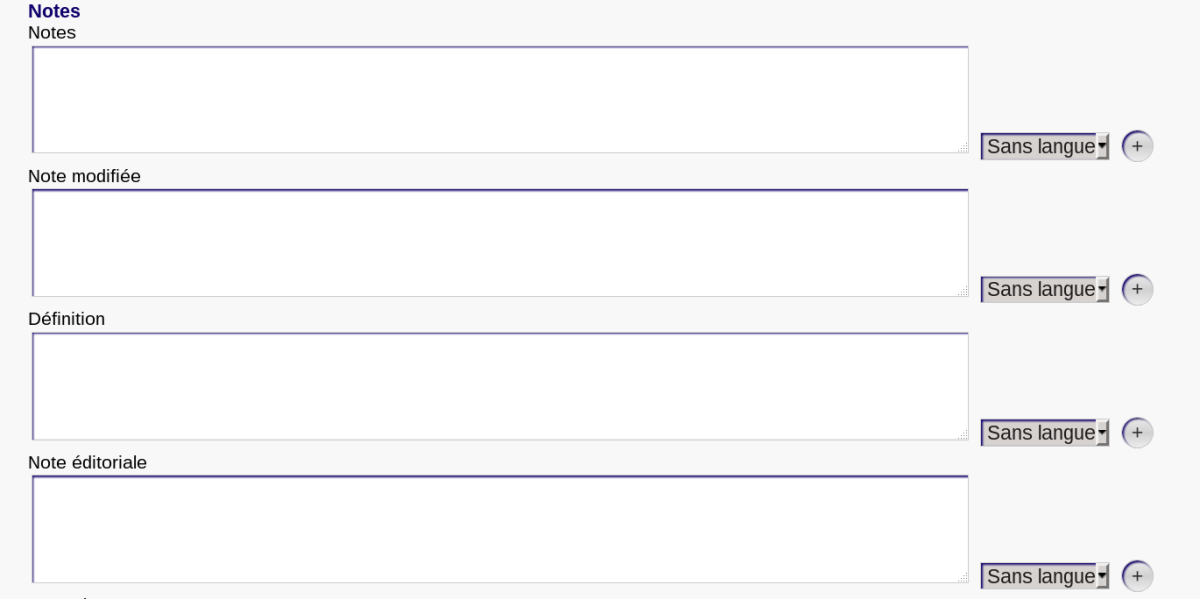 Notes
Notes
Sans langue +
Note modifiée
Sans langue +
Définition
Sans langue +
Note éditoriale
Sans langue +